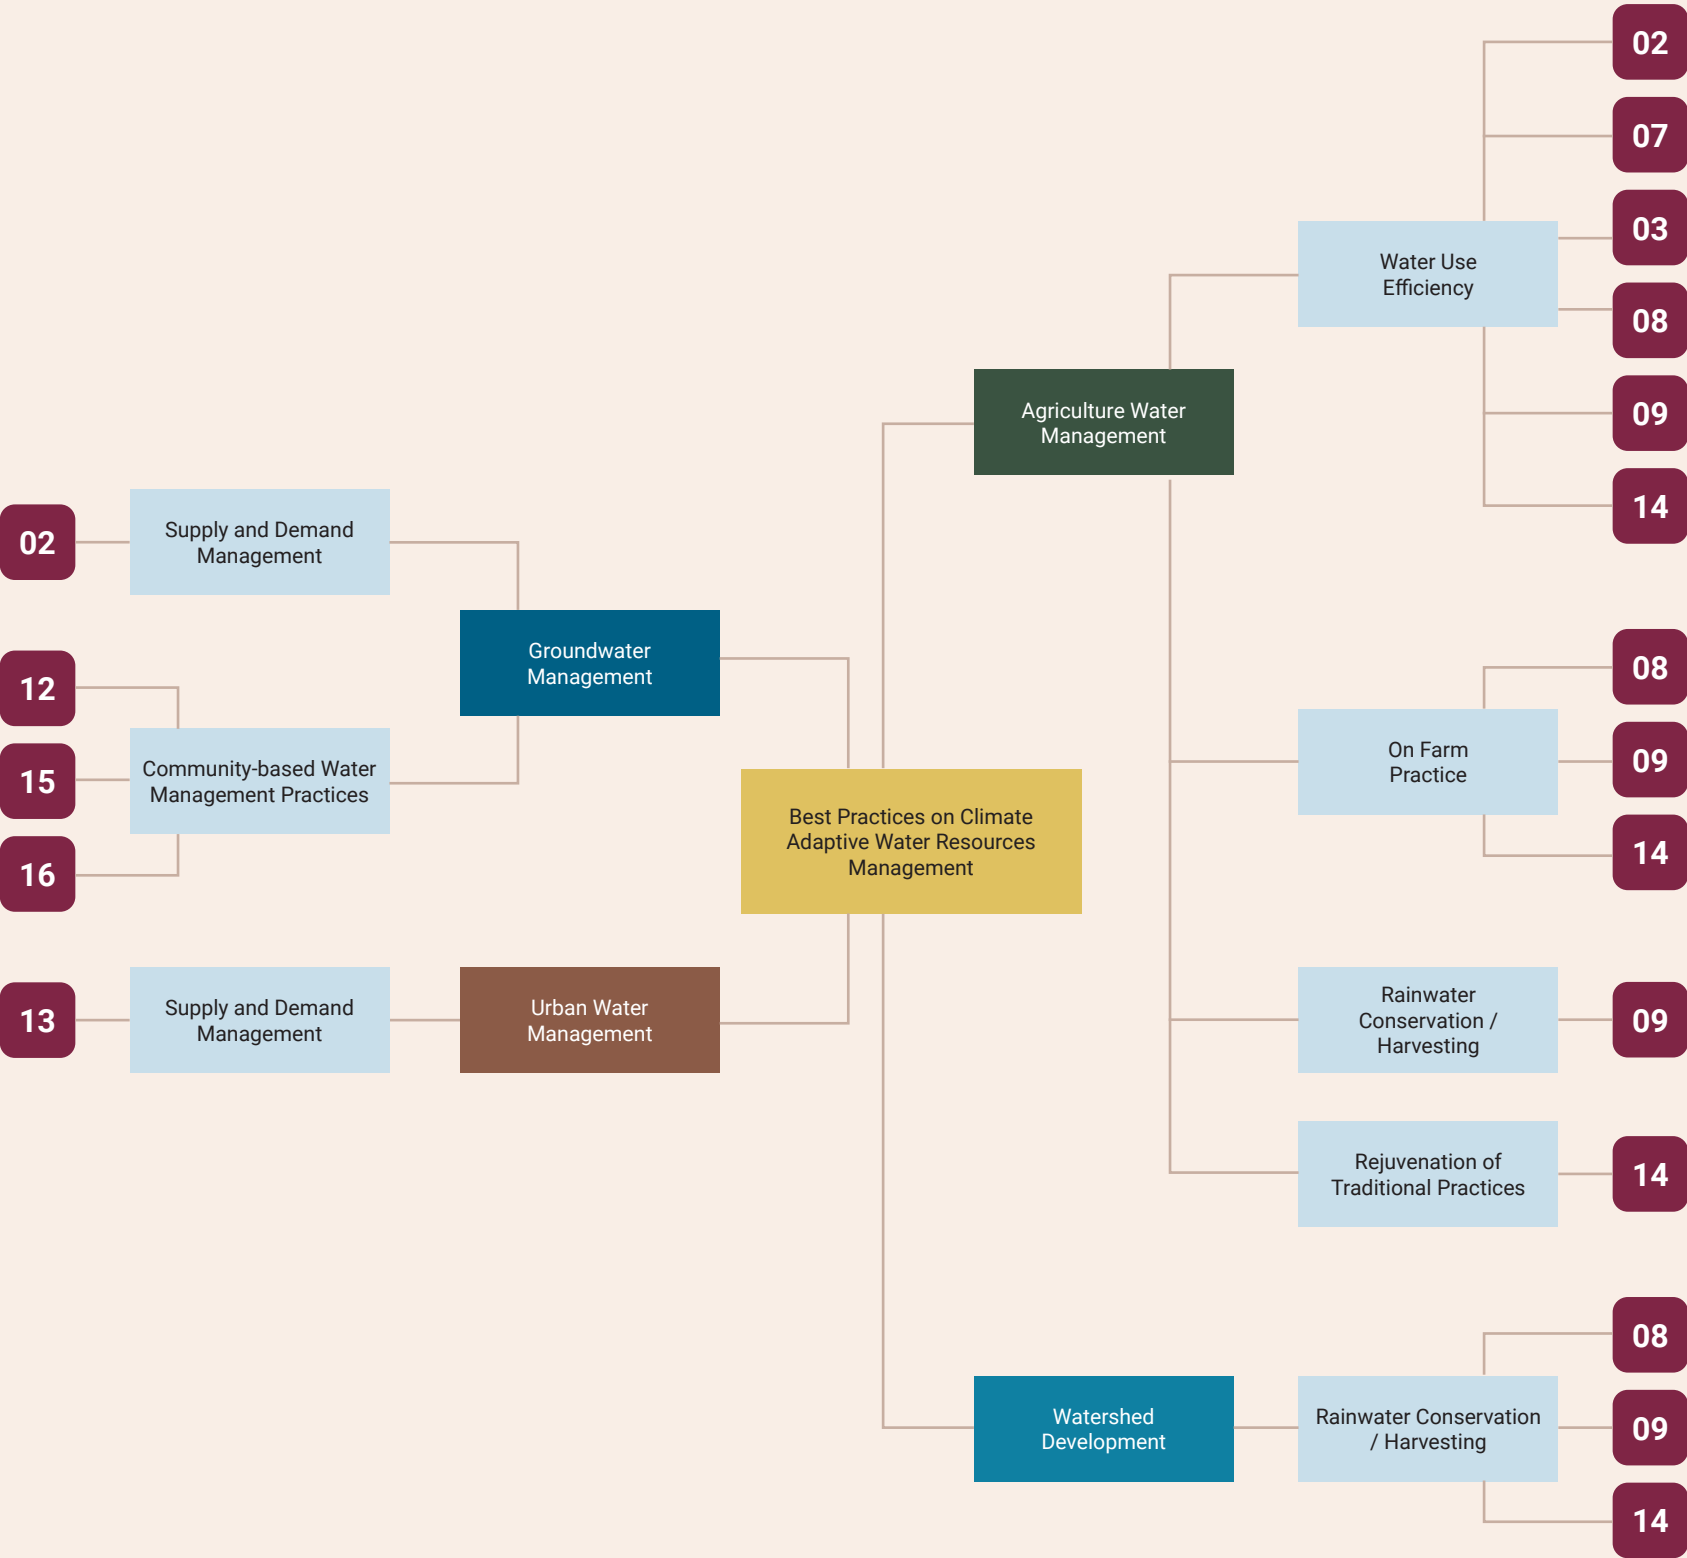 02
Supply and Demand
Management
12
15
16
Community-based Water
Management Practices
Groundwater
Management
13
Supply and Demand
Management
Urban Water
Management
Best Practices on Climate
Adaptive Water Resources
Management
Agriculture Water
Management
Water Use
Efficiency
02
07
03
08
09
14
On Farm
Practice
08
09
14
Rainwater
Conservation /
Harvesting
09
Rejuvenation of
Traditional Practices
14
Watershed
Development
Rainwater Conservation
/ Harvesting
08
09
14